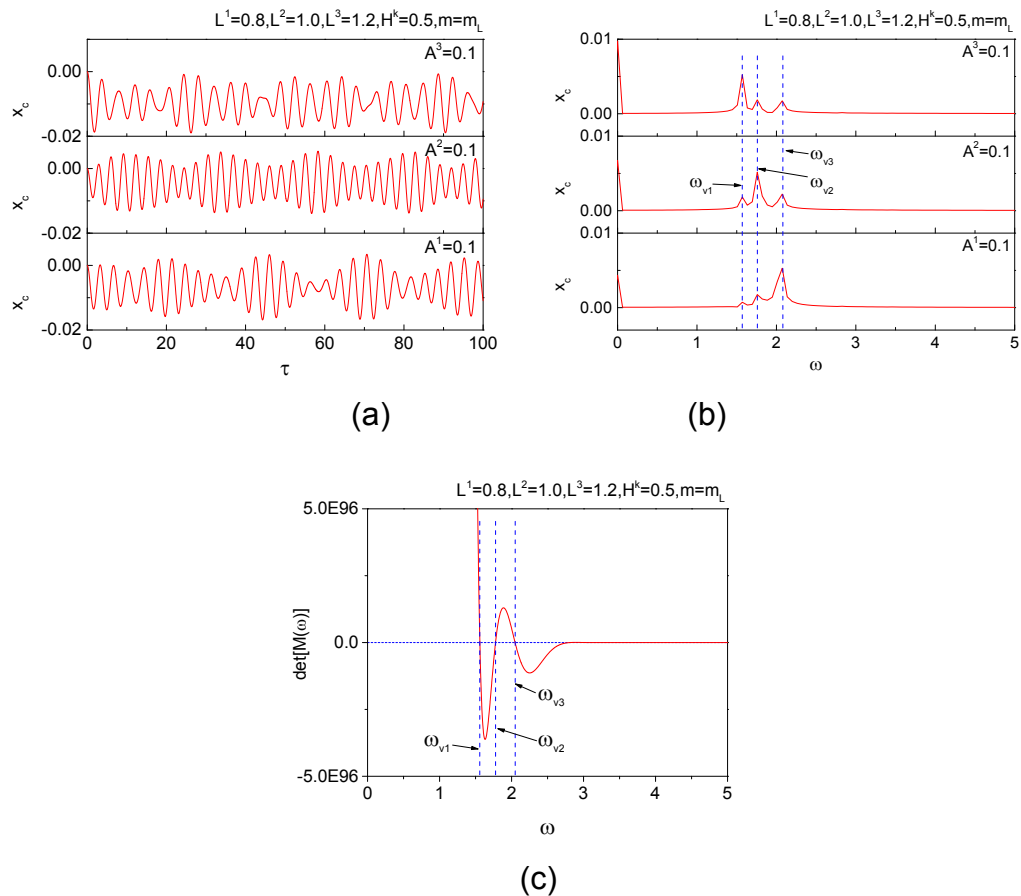 L¹=0.8,L²=1.0,L³=1.2,Hᵏ=0.5,m=m_L
A³=0.1
0.00
x_c
-0.02
A²=0.1
0.00
x_c
-0.02
A¹=0.1
0.00
x_c
-0.02
0 20 40 60 80 100
τ
(a)
L¹=0.8,L²=1.0,L³=1.2,Hᵏ=0.5,m=m_L
0.01
A³=0.1
x_c
0.00
0.01
A²=0.1
ω_v3
x_c
ω_v1
ω_v2
0.00
0.01
A¹=0.1
x_c
0.00
0 1 2 3 4 5
ω
(b)
L¹=0.8,L²=1.0,L³=1.2,Hᵏ=0.5,m=m_L
5.0E96
det[M(ω)]
0.0
ω_v3
ω_v1
ω_v2
-5.0E96
0 1 2 3 4 5
ω
(c)